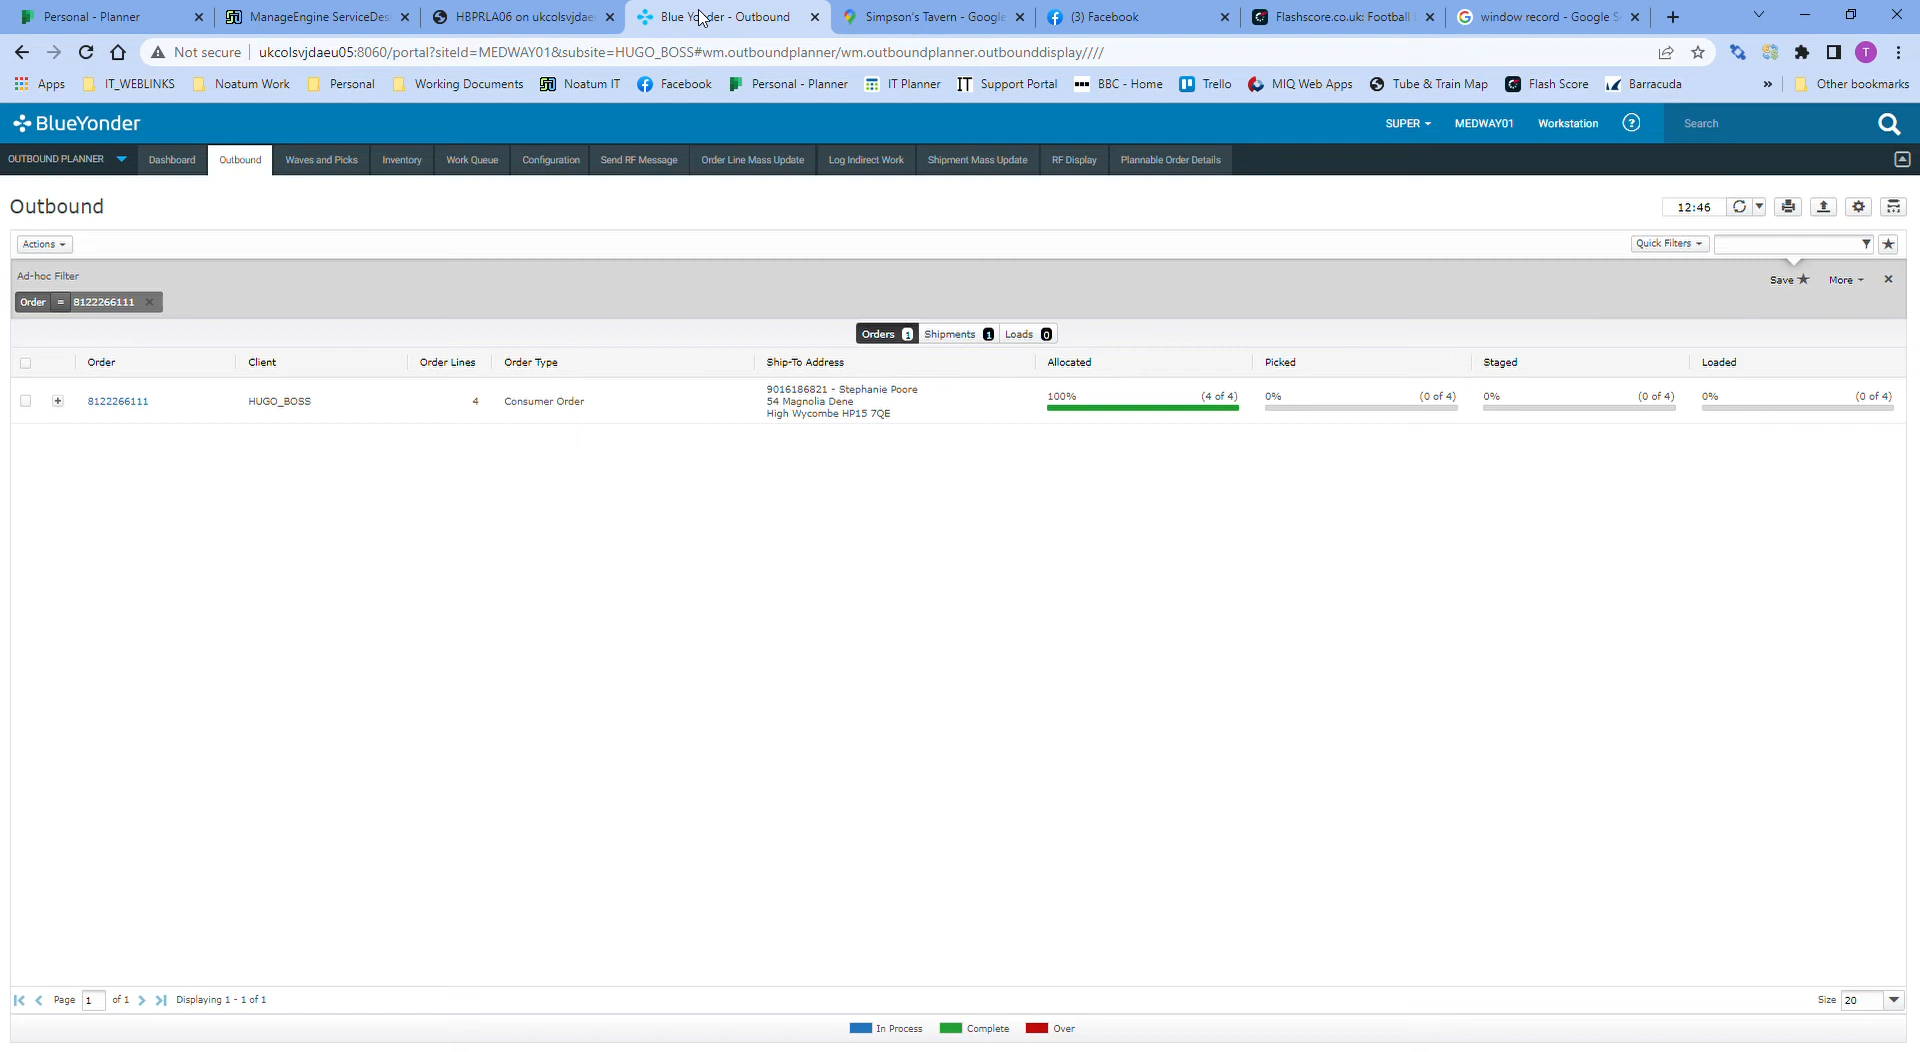 Personal - Planner
ManageEngine ServiceDes
HBPRLA06 on ukcolsvjdae
Blue Yonder - Outbound
Simpson's Tavern - Google
(3) Facebook
Flashscore.co.uk: Football
window record - Google S
Not secure
ukcolsvjdaeu05:8060/portal?siteId=MEDWAY01&subsite=HUGO_BOSS#wm.outboundplanner/wm.outboundplanner.outbounddisplay////
T
Apps
IT_WEBLINKS
Noatum Work
Personal
Working Documents
Noatum IT
Facebook
Personal - Planner
IT Planner
IT Support Portal
BBC - Home
Trello
MIQ Web Apps
Tube & Train Map
Flash Score
Barracuda
»
Other bookmarks
BlueYonder
SUPER
MEDWAY01
Workstation
?
Search
OUTBOUND PLANNER
Dashboard
Outbound
Waves and Picks
Inventory
Work Queue
Configuration
Send RF Message
Order Line Mass Update
Log Indirect Work
Shipment Mass Update
RF Display
Plannable Order Details
Outbound
12:46
Actions
Quick Filters
Ad-hoc Filter
Save
More
Order = 8122266111
Orders 1
Shipments 1
Loads 0
Order
Client
Order Lines
Order Type
Ship-To Address
Allocated
Picked
Staged
Loaded
8122266111
HUGO_BOSS
4
Consumer Order
9016186821 - Stephanie Poore
54 Magnolia Dene
High Wycombe HP15 7QE
100% (4 of 4)
0% (0 of 4)
0% (0 of 4)
0% (0 of 4)
Page 1 of 1
Displaying 1 - 1 of 1
Size 20
In Process
Complete
Over